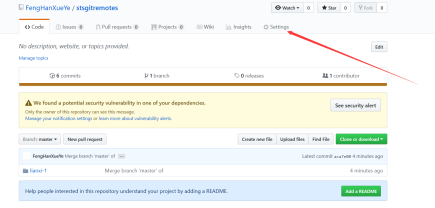 FengHanXueYe / stsgitremotes
Watch 0 Star 0 Fork 0
Code Issues 0 Pull requests 0 Projects 0 Wiki Insights Settings
No description, website, or topics provided. Edit
Manage topics
6 commits 1 branch 0 releases 1 contributor
We found a potential security vulnerability in one of your dependencies.
Only the owner of this repository can see this message.
Manage your notification settings or learn more about vulnerability alerts.
See security alert
Branch: master New pull request Create new file Upload files Find File Clone or download
FengHanXueYe Merge branch 'master' of Latest commit 4 minutes ago
lianxi-1 Merge branch 'master' of 4 minutes ago
Help people interested in this repository understand your project by adding a README. Add a README